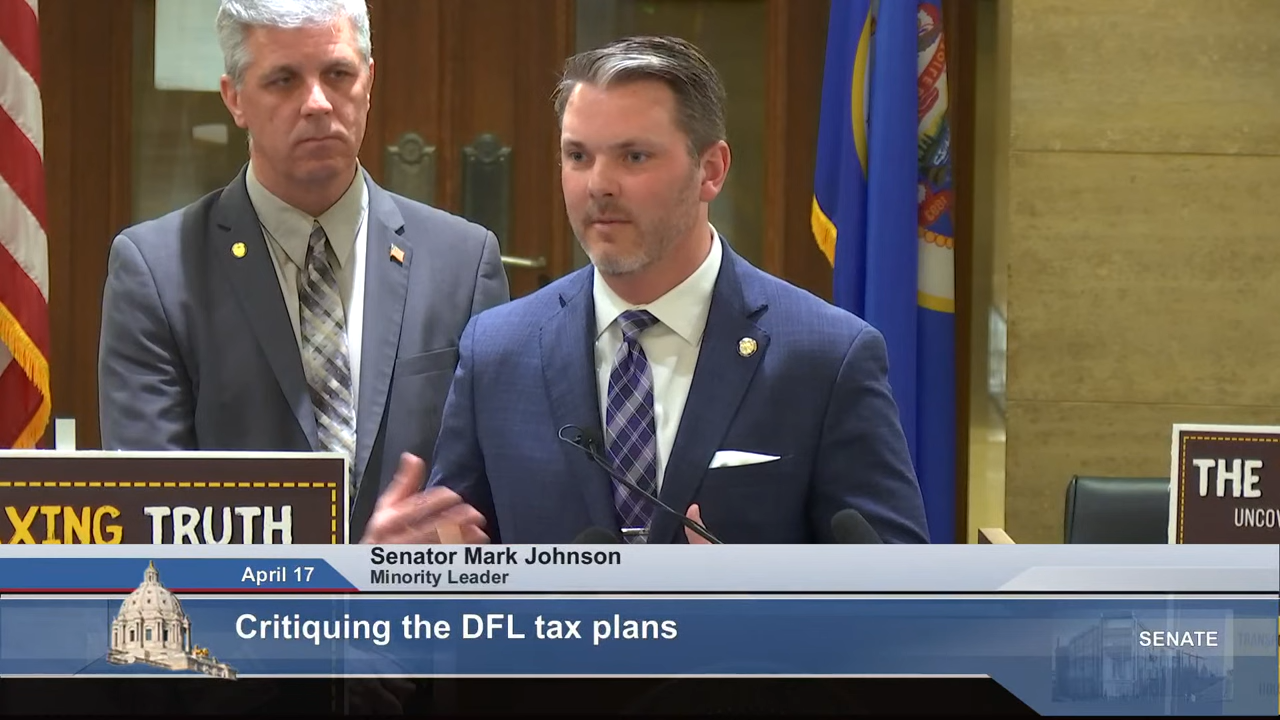 XING TRUTH
THE
UNCOV
April 17
Senator Mark Johnson
Minority Leader
Critiquing the DFL tax plans
SENATE